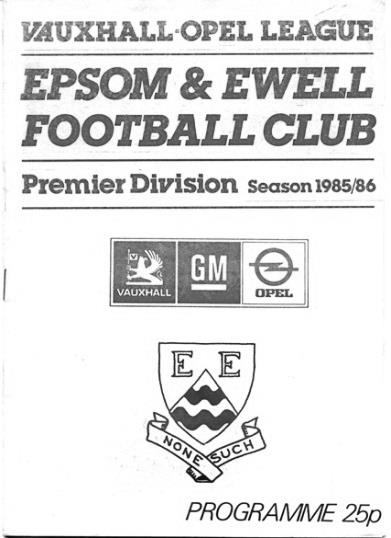 VAUXHALL-OPEL LEAGUE
EPSOM & EWELL
FOOTBALL CLUB
Premier Division Season 1985/86
VAUXHALL GM OPEL
E E
NONE SUCH
PROGRAMME 25p